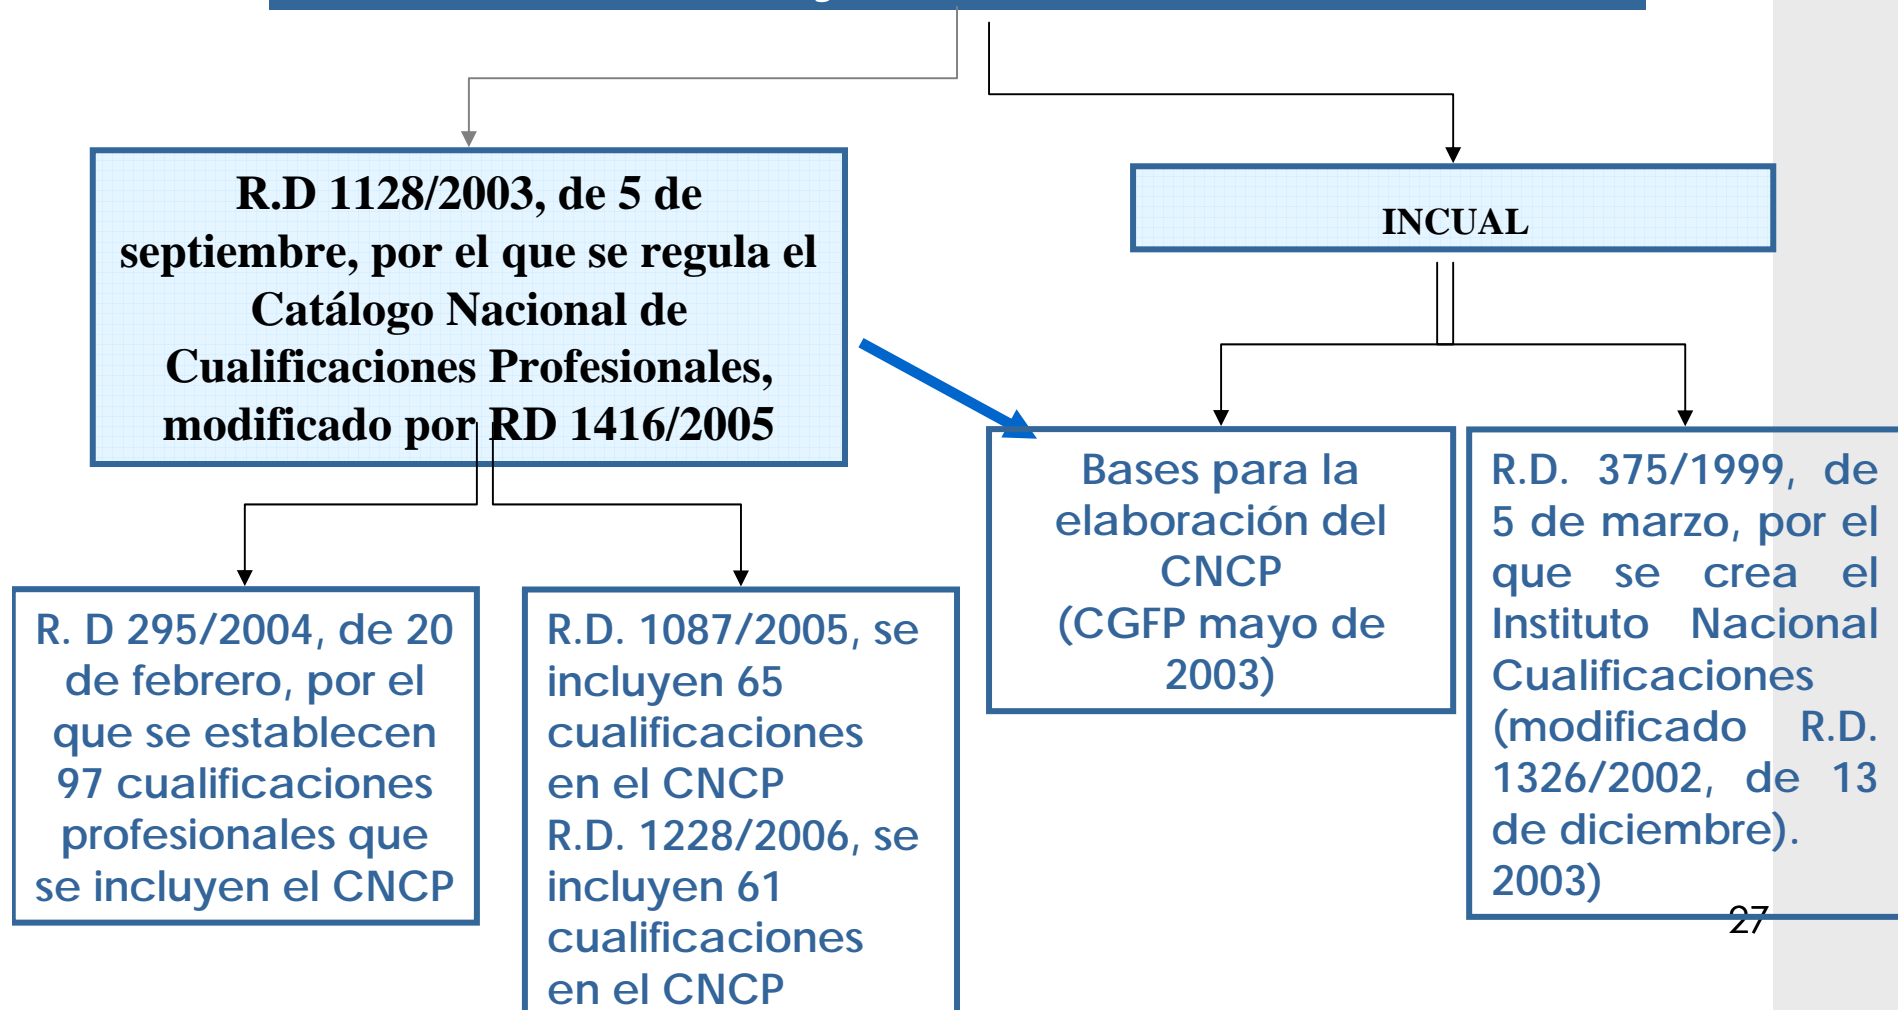 R.D 1128/2003, de 5 de
septiembre, por el que se regula el
Catálogo Nacional de
Cualificaciones Profesionales,
modificado por RD 1416/2005
INCUAL
R. D 295/2004, de 20
de febrero, por el
que se establecen
97 cualificaciones
profesionales que
se incluyen el CNCP
R.D. 1087/2005, se
incluyen 65
cualificaciones
en el CNCP
R.D. 1228/2006, se
incluyen 61
cualificaciones
en el CNCP
Bases para la
elaboración del
CNCP
(CGFP mayo de
2003)
R.D. 375/1999, de
5 de marzo, por el
que se crea el
Instituto Nacional
Cualificaciones
(modificado R.D.
1326/2002, de 13
de diciembre).
2003)
27